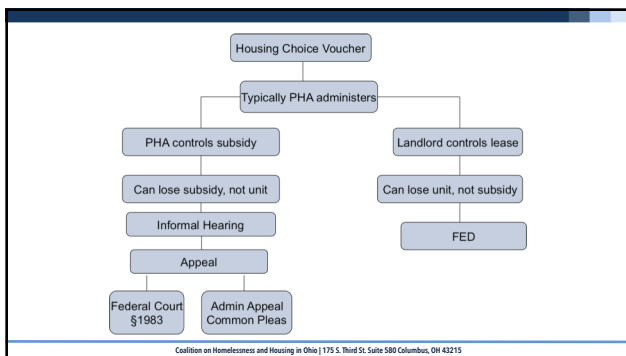 Housing Choice Voucher
Typically PHA administers
PHA controls subsidy
Landlord controls lease
Can lose subsidy, not unit
Can lose unit, not subsidy
Informal Hearing
FED
Appeal
Federal Court
§1983
Admin Appeal
Common Pleas
Coalition on Homelessness and Housing in Ohio | 175 S. Third St. Suite 580 Columbus, OH 43215